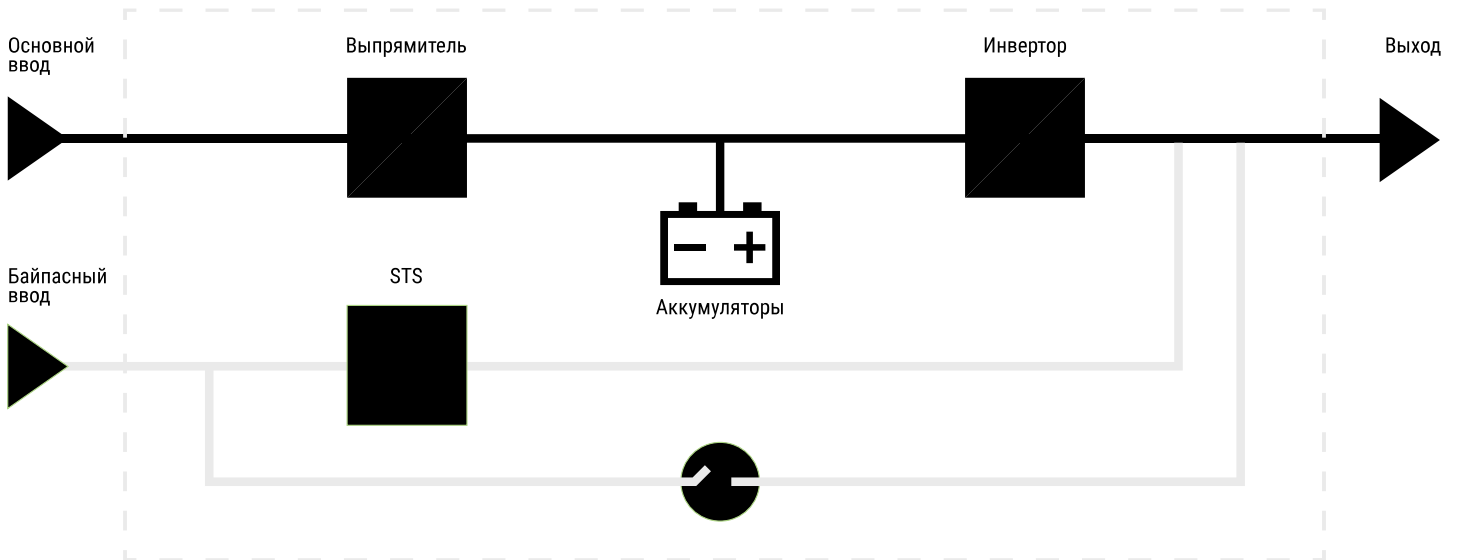 Основной
ввод
Выпрямитель
Инвертор
Выход
Байпасный
ввод
STS
Аккумуляторы